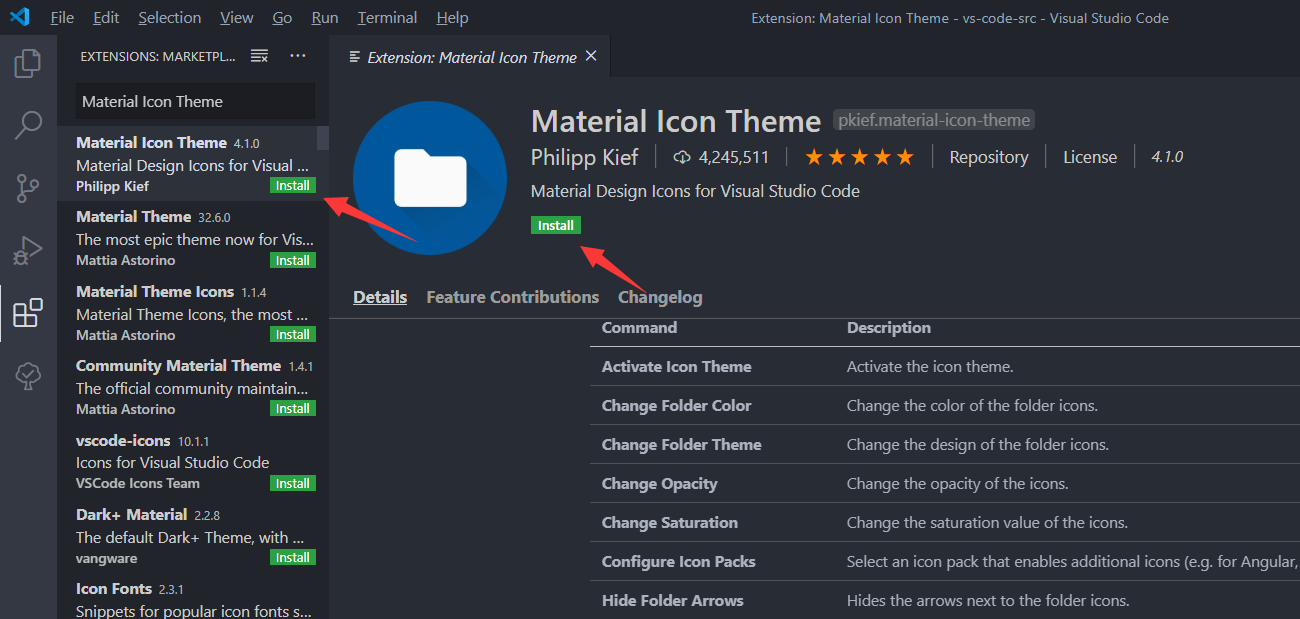 File Edit Selection View Go Run Terminal Help
Extension: Material Icon Theme - vs-code-src - Visual Studio Code
EXTENSIONS: MARKETPL...
Material Icon Theme
Material Icon Theme 4.1.0
Material Design Icons for Visual ...
Philipp Kief Install
Material Theme 32.6.0
The most epic theme now for Vis...
Mattia Astorino Install
Material Theme Icons 1.1.4
Material Theme Icons, the most ...
Mattia Astorino Install
Community Material Theme 1.4.1
The official community maintain...
Mattia Astorino Install
vscode-icons 10.1.1
Icons for Visual Studio Code
VSCode Icons Team Install
Dark+ Material 2.2.8
The default Dark+ Theme, with ...
vangware Install
Icon Fonts 2.3.1
Snippets for popular icon fonts s...
Extension: Material Icon Theme
Material Icon Theme pkief.material-icon-theme
Philipp Kief 4,245,511 Repository License 4.1.0
Material Design Icons for Visual Studio Code
Install
Details Feature Contributions Changelog
Command Description
Activate Icon Theme Activate the icon theme.
Change Folder Color Change the color of the folder icons.
Change Folder Theme Change the design of the folder icons.
Change Opacity Change the opacity of the icons.
Change Saturation Change the saturation value of the icons.
Configure Icon Packs Select an icon pack that enables additional icons (e.g. for Angular,
Hide Folder Arrows Hides the arrows next to the folder icons.